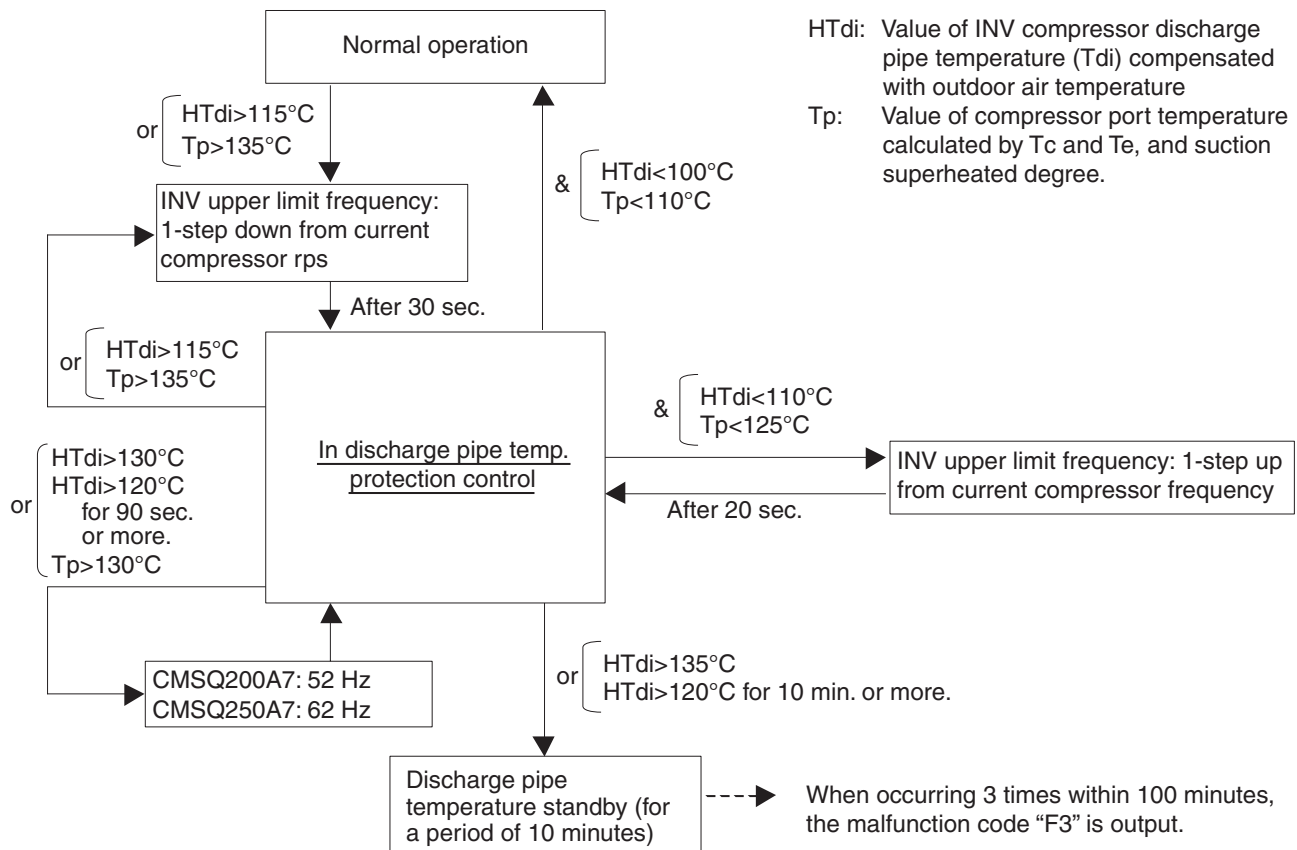 Normal operation
HTdi: Value of INV compressor discharge
pipe temperature (Tdi) compensated
with outdoor air temperature
Tp: Value of compressor port temperature
calculated by Tc and Te, and suction
superheated degree.
or
HTdi>115°C
Tp>135°C
&
HTdi<100°C
Tp<110°C
INV upper limit frequency:
1-step down from current
compressor rps
After 30 sec.
or
HTdi>115°C
Tp>135°C
&
HTdi<110°C
Tp<125°C
In discharge pipe temp.
protection control
INV upper limit frequency: 1-step up
from current compressor frequency
After 20 sec.
or
HTdi>130°C
HTdi>120°C
for 90 sec.
or more.
Tp>130°C
CMSQ200A7: 52 Hz
CMSQ250A7: 62 Hz
or
HTdi>135°C
HTdi>120°C for 10 min. or more.
Discharge pipe
temperature standby (for
a period of 10 minutes)
When occurring 3 times within 100 minutes,
the malfunction code “F3” is output.